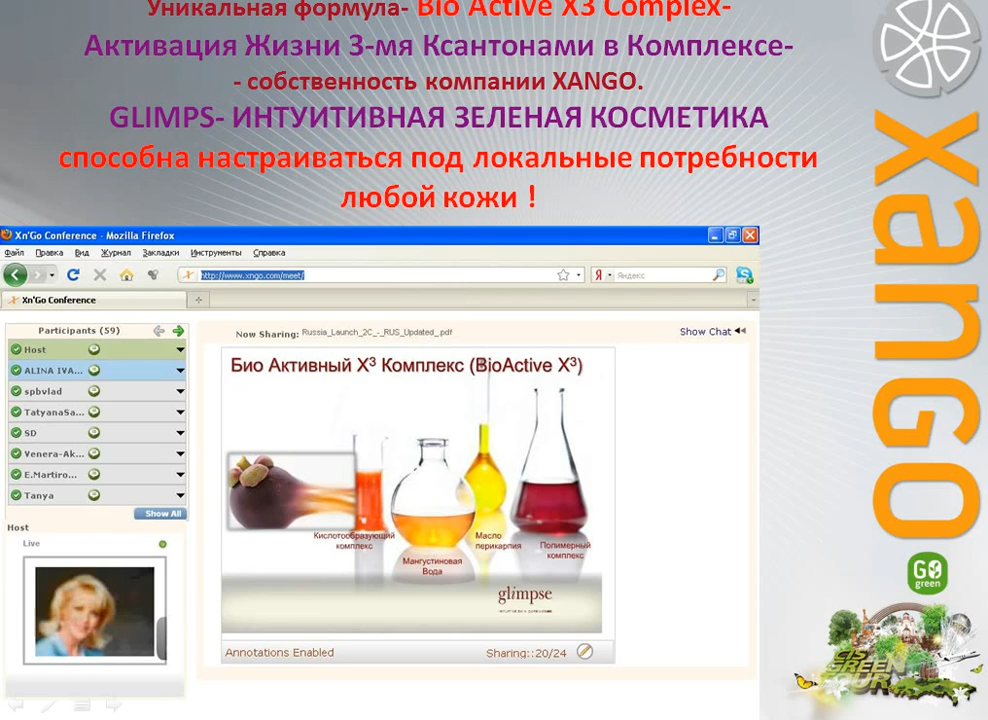 Уникальная формула- Bio Active X3 Complex-
Активация Жизни 3-мя Ксантонами в Комплексе-
- собственность компании XANGO.
GLIMPS- ИНТУИТИВНАЯ ЗЕЛЕНАЯ КОСМЕТИКА
способна настраиваться под локальные потребности
любой кожи !
Xn'Go Conference - Mozilla Firefox
Файл Правка Вид Журнал Закладки Инструменты Справка
http://www.xngo.com/meet/
Я Яндекс
Xn'Go Conference
Participants (59)
Host
ALINA IVA...
spbvlad
TatyanaSa...
SD
Venera-Ak...
E.Martiro...
Tanya
Show All
Host
Live
Now Sharing: Russia_Launch_2C_-_RUS_Updated_pdf
Show Chat
Био Активный X³ Комплекс (BioActive X³)
Кислотообразующий
комплекс
Мангустиновая
Вода
Масло
перикарпия
Полимерный
комплекс
glimpse
Annotations Enabled
Sharing::20/24
xanGo
GO
green
CIS
GREEN
TOUR